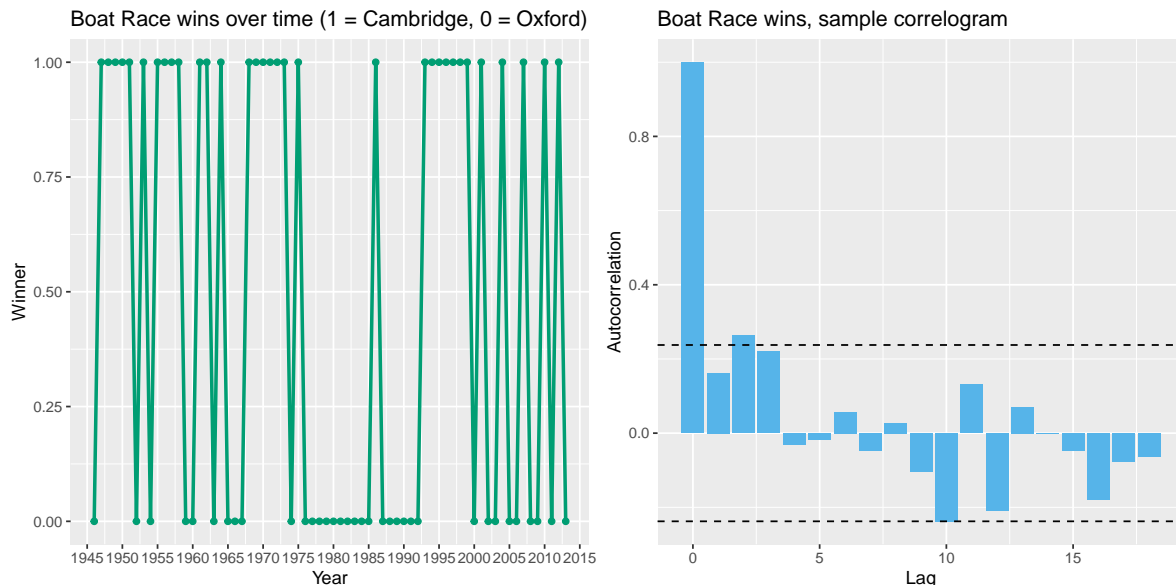 Boat Race wins over time (1 = Cambridge, 0 = Oxford)
Winner
1.00
0.75
0.50
0.25
0.00
1945 1950 1955 1960 1965 1970 1975 1980 1985 1990 1995 2000 2005 2010 2015
Year
Boat Race wins, sample correlogram
Autocorrelation
0.8
0.4
0.0
0 5 10 15
Lag